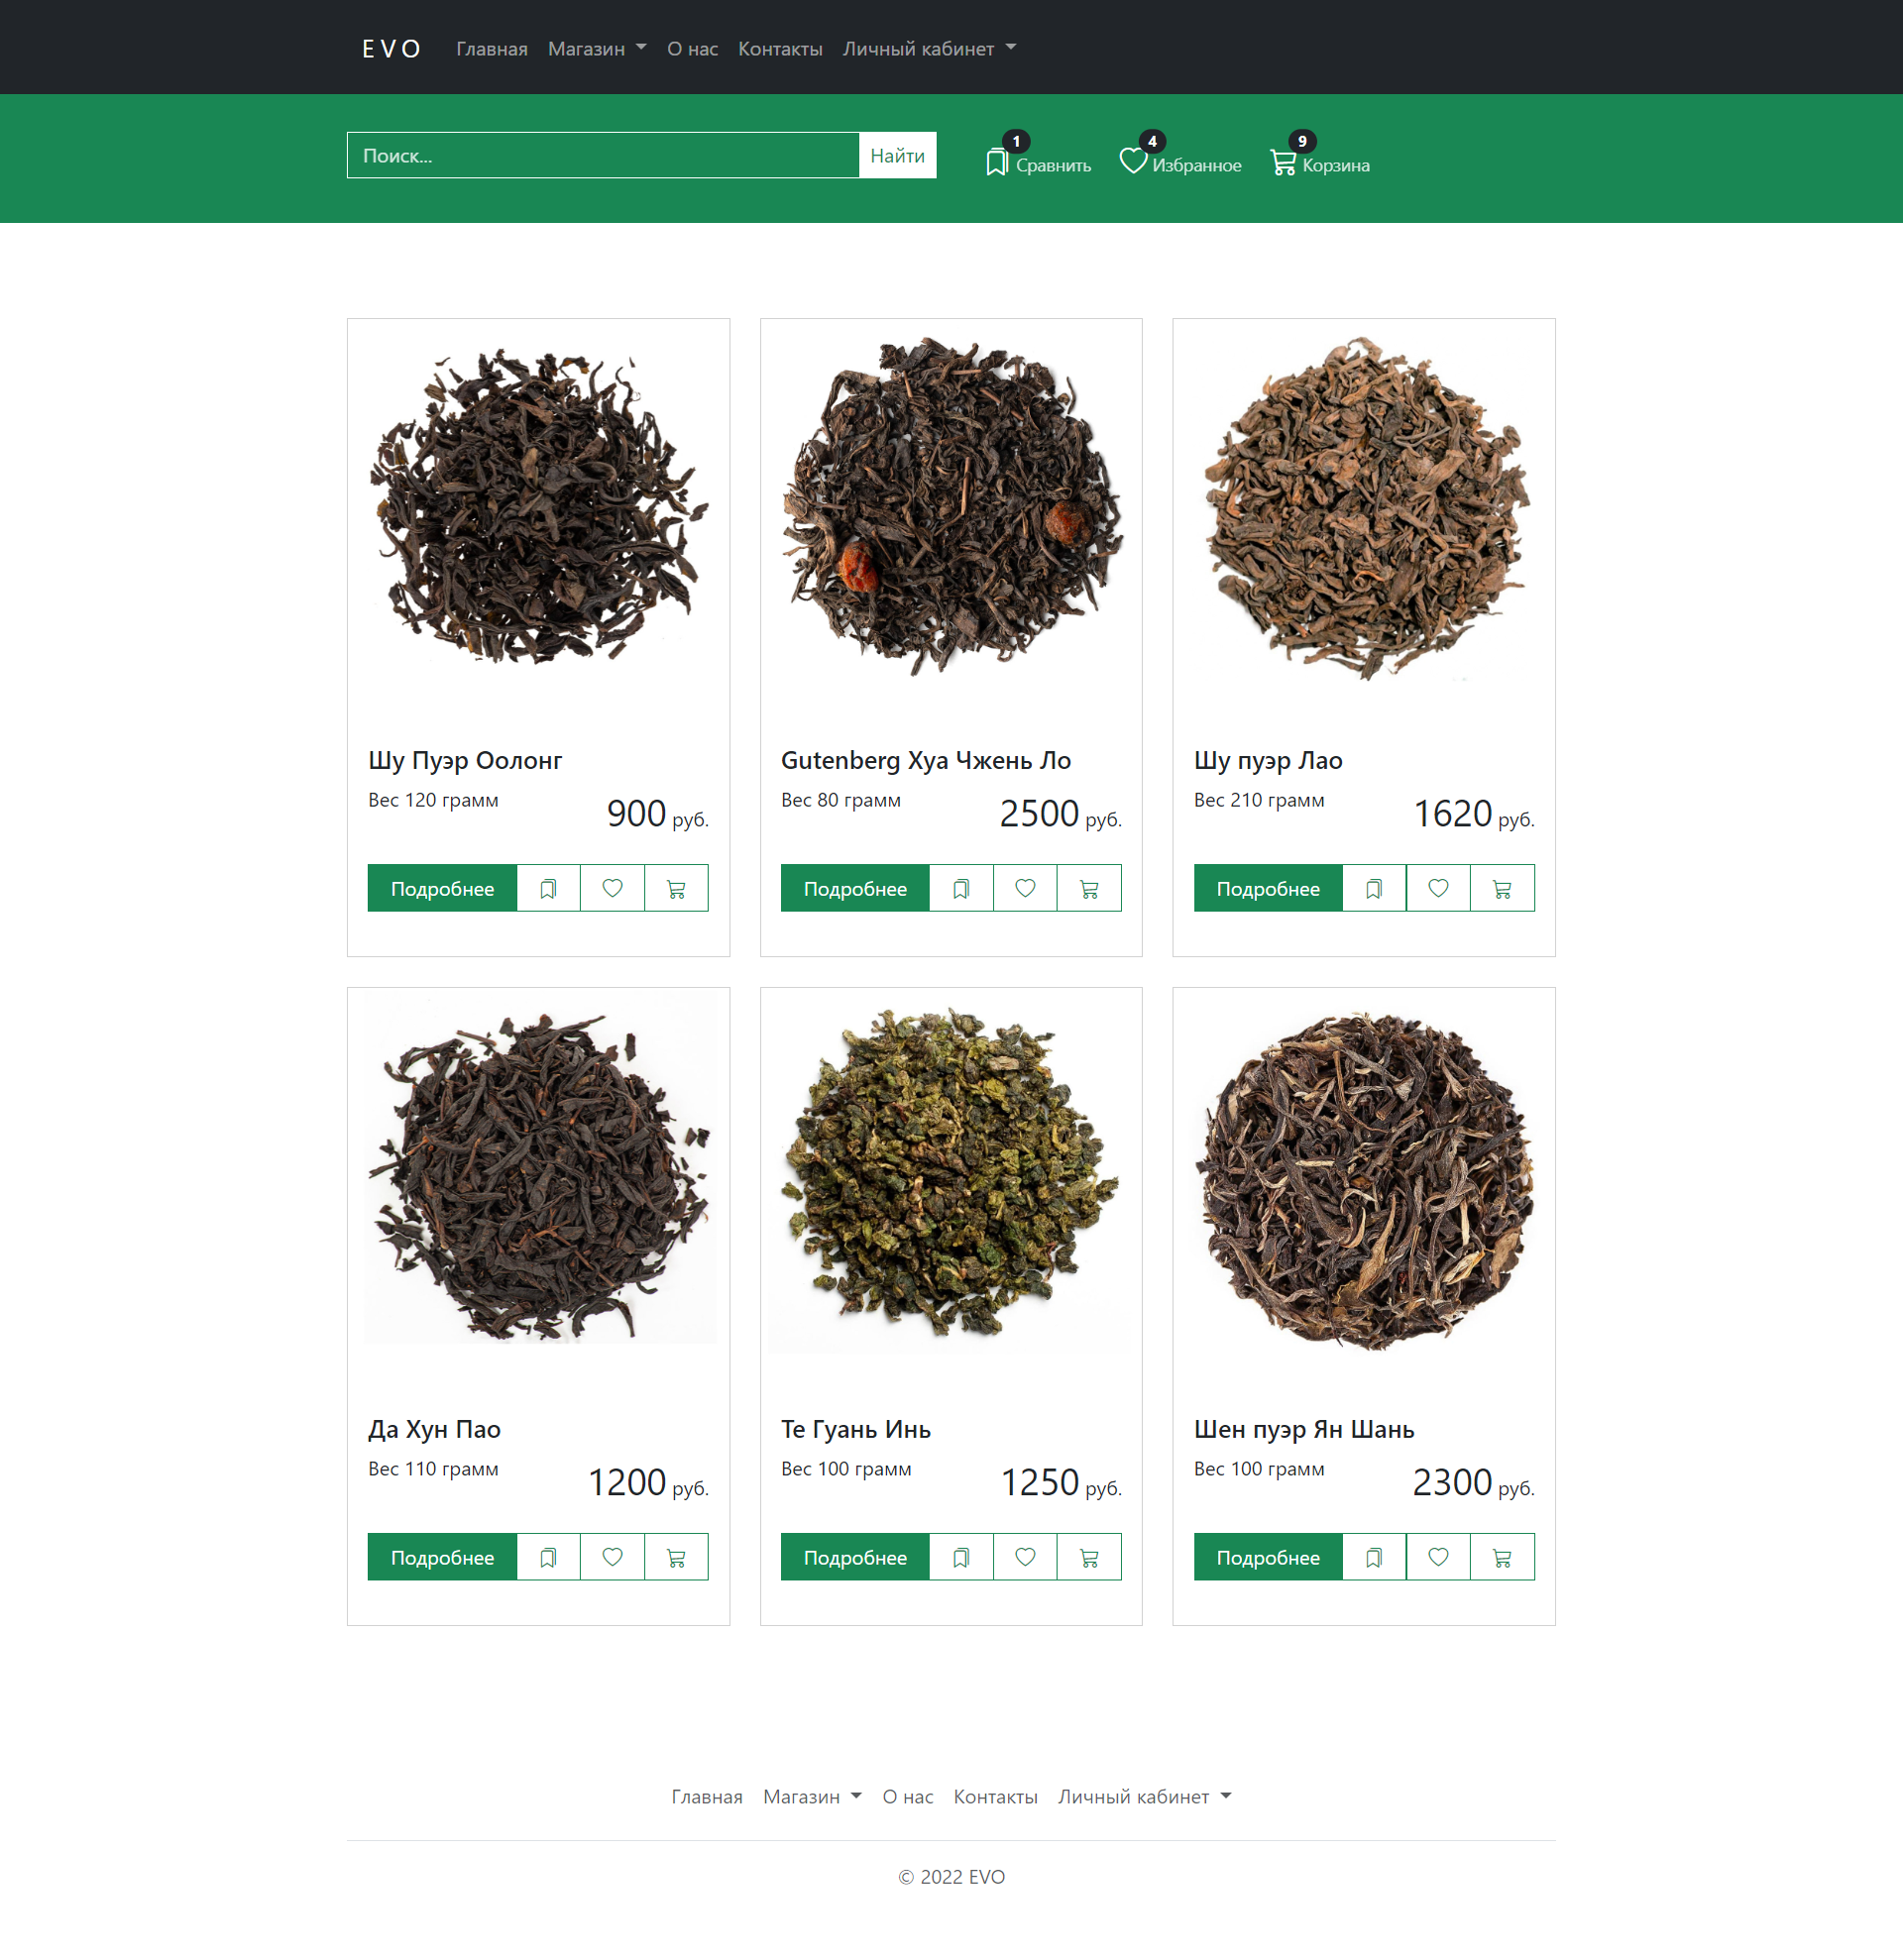 EVO Главная Магазин О нас Контакты Личный кабинет
Поиск... Найти 1 Сравнить 4 Избранное 9 Корзина
Шу Пуэр Оолонг
Вес 120 грамм
900 руб.
Подробнее
Gutenberg Хуа Чжень Ло
Вес 80 грамм
2500 руб.
Подробнее
Шу пуэр Лао
Вес 210 грамм
1620 руб.
Подробнее
Да Хун Пао
Вес 110 грамм
1200 руб.
Подробнее
Те Гуань Инь
Вес 100 грамм
1250 руб.
Подробнее
Шен пуэр Ян Шань
Вес 100 грамм
2300 руб.
Подробнее
Главная Магазин О нас Контакты Личный кабинет
© 2022 EVO